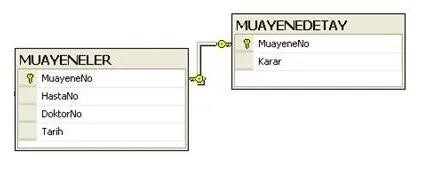 MUAYENELER
MuayeneNo
HastaNo
DoktorNo
Tarih
MUAYENEDETAY
MuayeneNo
Karar